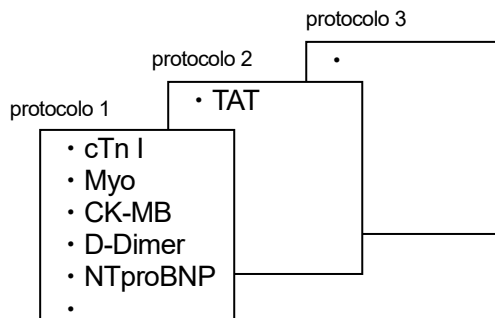 protocolo 3
·
protocolo 2
· TAT
protocolo 1
· cTn I
· Myo
· CK-MB
· D-Dimer
· NTproBNP
·